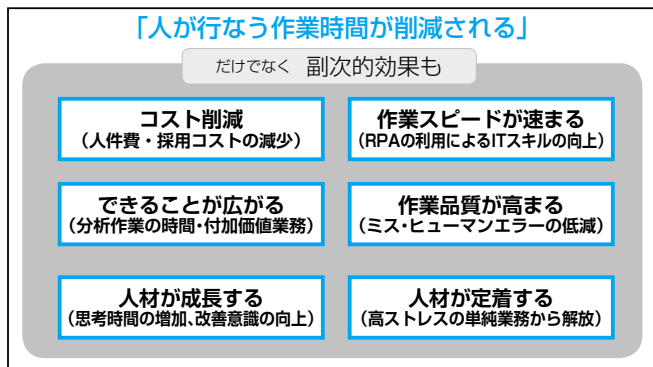 「人が行なう作業時間が削減される」
だけでなく 副次的効果も
コスト削減
（人件費・採用コストの減少）
作業スピードが速まる
（RPAの利用によるITスキルの向上）
できることが広がる
（分析作業の時間・付加価値業務）
作業品質が高まる
（ミス・ヒューマンエラーの低減）
人材が成長する
（思考時間の増加、改善意識の向上）
人材が定着する
（高ストレスの単純業務から解放）